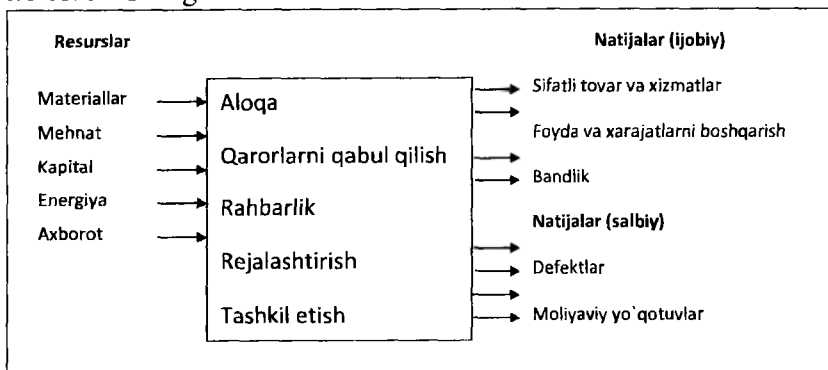 Resurslar
Materiallar
Mehnat
Kapital
Energiya
Axborot
Aloqa
Qarorlarni qabul qilish
Rahbarlik
Rejalashtirish
Tashkil etish
Natijalar (ijobiy)
Sifatli tovar va xizmatlar
Foyda va xarajatlarni boshqarish
Bandlik
Natijalar (salbiy)
Defektlar
Moliyaviy yo`qotuvlar